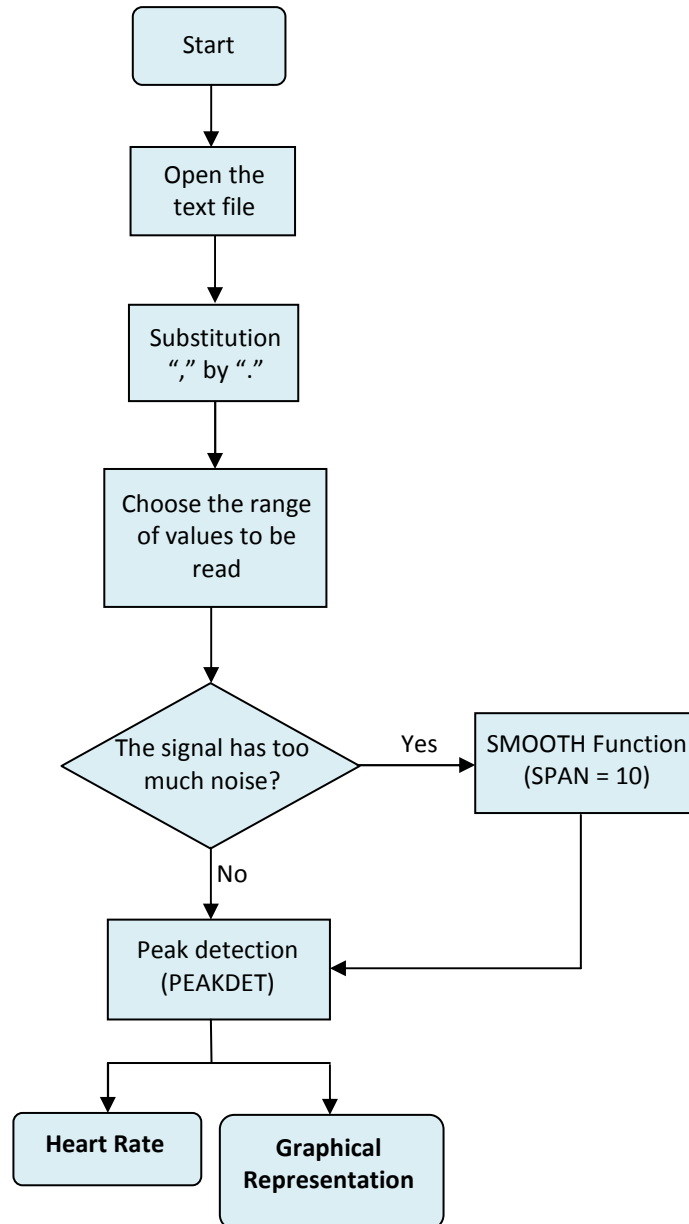 Start
Open the
text file
Substitution
“,” by “.”
Choose the range
of values to be
read
The signal has too
much noise?
Yes
SMOOTH Function
(SPAN = 10)
No
Peak detection
(PEAKDET)
Heart Rate
Graphical
Representation